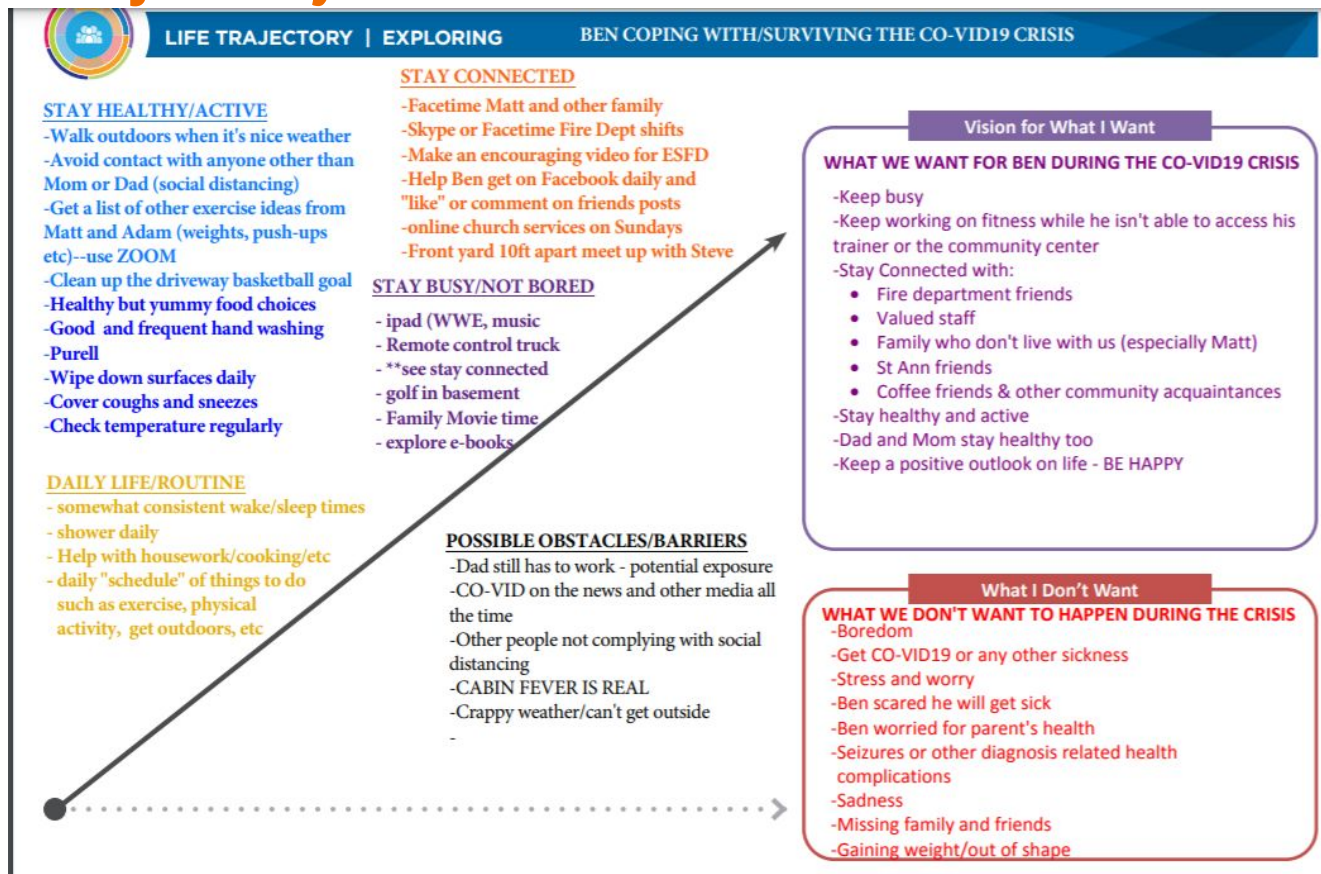 LIFE TRAJECTORY | EXPLORING
BEN COPING WITH/SURVIVING THE CO-VID19 CRISIS
STAY HEALTHY/ACTIVE
-Walk outdoors when it's nice weather
-Avoid contact with anyone other than
Mom or Dad (social distancing)
-Get a list of other exercise ideas from
Matt and Adam (weights, push-ups
etc)--use ZOOM
-Clean up the driveway basketball goal
-Healthy but yummy food choices
-Good and frequent hand washing
-Purell
-Wipe down surfaces daily
-Cover coughs and sneezes
-Check temperature regularly
STAY CONNECTED
-Facetime Matt and other family
-Skype or Facetime Fire Dept shifts
-Make an encouraging video for ESFD
-Help Ben get on Facebook daily and
"like" or comment on friends posts
-online church services on Sundays
-Front yard 10ft apart meet up with Steve
STAY BUSY/NOT BORED
- ipad (WWE, music
- Remote control truck
- **see stay connected
- golf in basement
- Family Movie time
- explore e-books
DAILY LIFE/ROUTINE
- somewhat consistent wake/sleep times
- shower daily
- Help with housework/cooking/etc
- daily "schedule" of things to do
such as exercise, physical
activity, get outdoors, etc
POSSIBLE OBSTACLES/BARRIERS
-Dad still has to work - potential exposure
-CO-VID on the news and other media all
the time
-Other people not complying with social
distancing
-CABIN FEVER IS REAL
-Crappy weather/can't get outside
-
Vision for What I Want
WHAT WE WANT FOR BEN DURING THE CO-VID19 CRISIS
-Keep busy
-Keep working on fitness while he isn't able to access his
trainer or the community center
-Stay Connected with:
• Fire department friends
• Valued staff
• Family who don't live with us (especially Matt)
• St Ann friends
• Coffee friends & other community acquaintances
-Stay healthy and active
-Dad and Mom stay healthy too
-Keep a positive outlook on life - BE HAPPY
What I Don't Want
WHAT WE DON'T WANT TO HAPPEN DURING THE CRISIS
-Boredom
-Get CO-VID19 or any other sickness
-Stress and worry
-Ben scared he will get sick
-Ben worried for parent's health
-Seizures or other diagnosis related health
complications
-Sadness
-Missing family and friends
-Gaining weight/out of shape